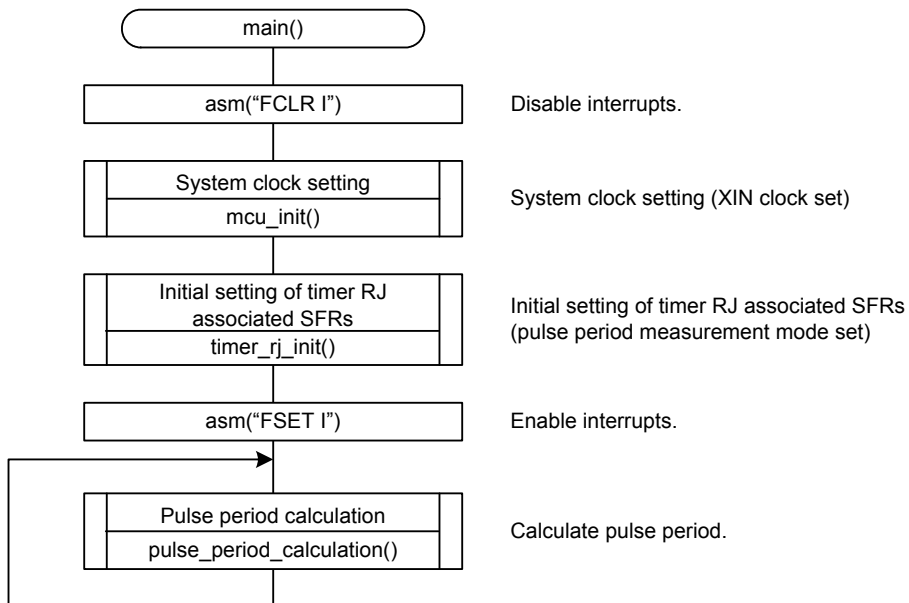 main()
asm(“FCLR I”)
Disable interrupts.
System clock setting
mcu_init()
System clock setting (XIN clock set)
Initial setting of timer RJ
associated SFRs
timer_rj_init()
Initial setting of timer RJ associated SFRs
(pulse period measurement mode set)
asm(“FSET I”)
Enable interrupts.
Pulse period calculation
pulse_period_calculation()
Calculate pulse period.